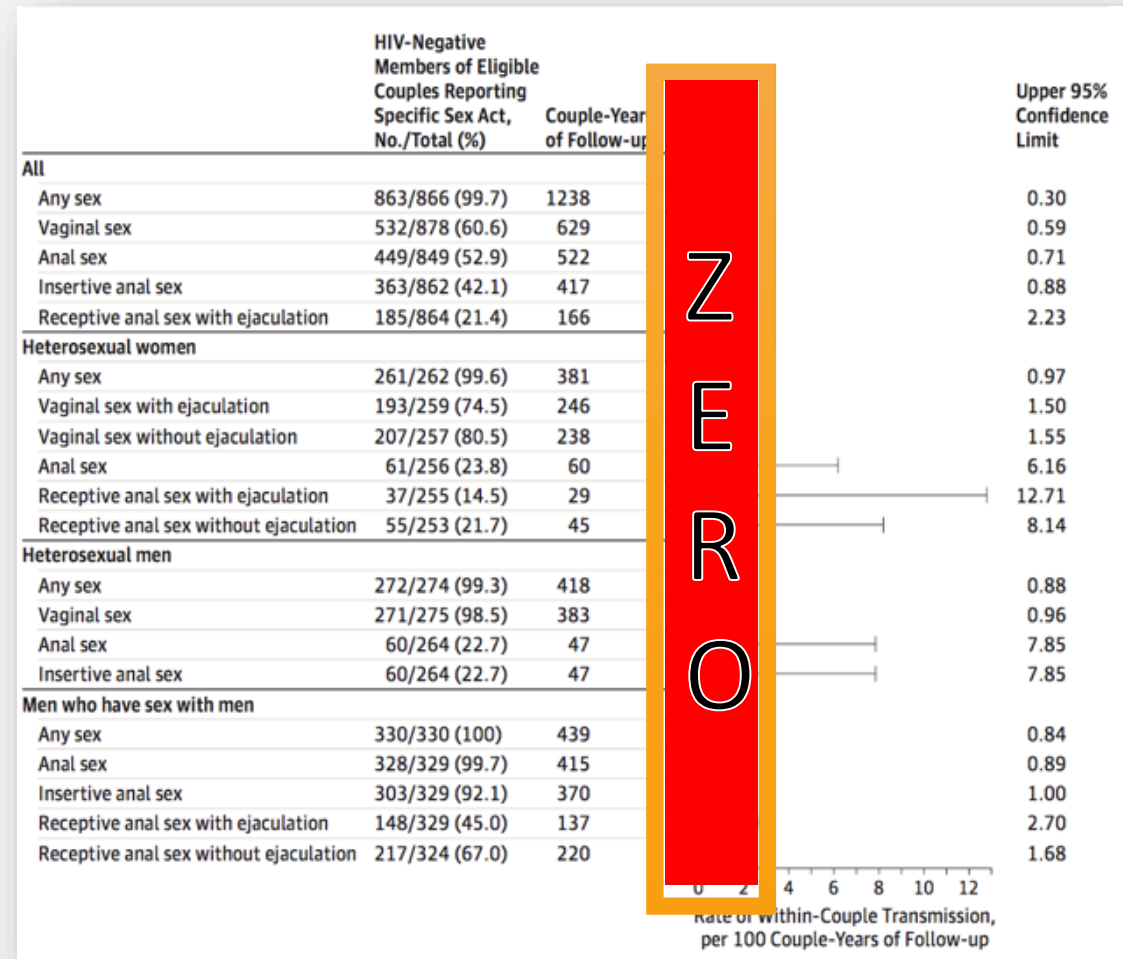 HIV-Negative
Members of Eligible
Couples Reporting
Specific Sex Act,
No./Total (%)
Couple-Year
of Follow-up
Upper 95%
Confidence
Limit
All
Any sex 863/866 (99.7) 1238 0.30
Vaginal sex 532/878 (60.6) 629 0.59
Anal sex 449/849 (52.9) 522 0.71
Insertive anal sex 363/862 (42.1) 417 0.88
Receptive anal sex with ejaculation 185/864 (21.4) 166 2.23
Heterosexual women
Any sex 261/262 (99.6) 381 0.97
Vaginal sex with ejaculation 193/259 (74.5) 246 1.50
Vaginal sex without ejaculation 207/257 (80.5) 238 1.55
Anal sex 61/256 (23.8) 60 6.16
Receptive anal sex with ejaculation 37/255 (14.5) 29 12.71
Receptive anal sex without ejaculation 55/253 (21.7) 45 8.14
Heterosexual men
Any sex 272/274 (99.3) 418 0.88
Vaginal sex 271/275 (98.5) 383 0.96
Anal sex 60/264 (22.7) 47 7.85
Insertive anal sex 60/264 (22.7) 47 7.85
Men who have sex with men
Any sex 330/330 (100) 439 0.84
Anal sex 328/329 (99.7) 415 0.89
Insertive anal sex 303/329 (92.1) 370 1.00
Receptive anal sex with ejaculation 148/329 (45.0) 137 2.70
Receptive anal sex without ejaculation 217/324 (67.0) 220 1.68
Z
E
R
O
0 2 4 6 8 10 12
Rate of Within-Couple Transmission,
per 100 Couple-Years of Follow-up